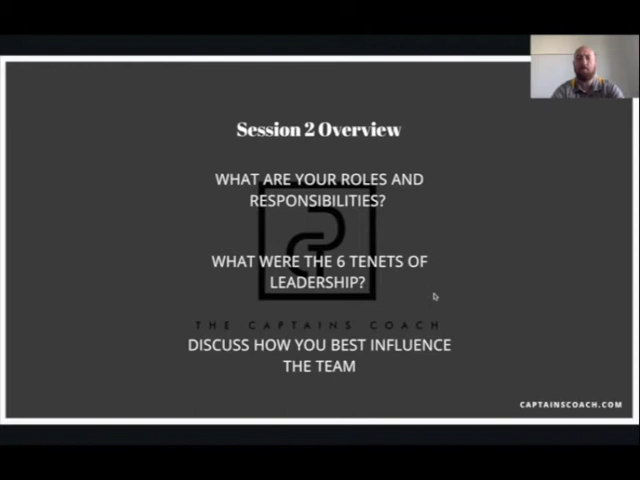 Session 2 Overview
WHAT ARE YOUR ROLES AND
RESPONSIBILITIES?
WHAT WERE THE 6 TENETS OF
LEADERSHIP?
THE CAPTAINS COACH
DISCUSS HOW YOU BEST INFLUENCE
THE TEAM
CAPTAINSCOACH.COM